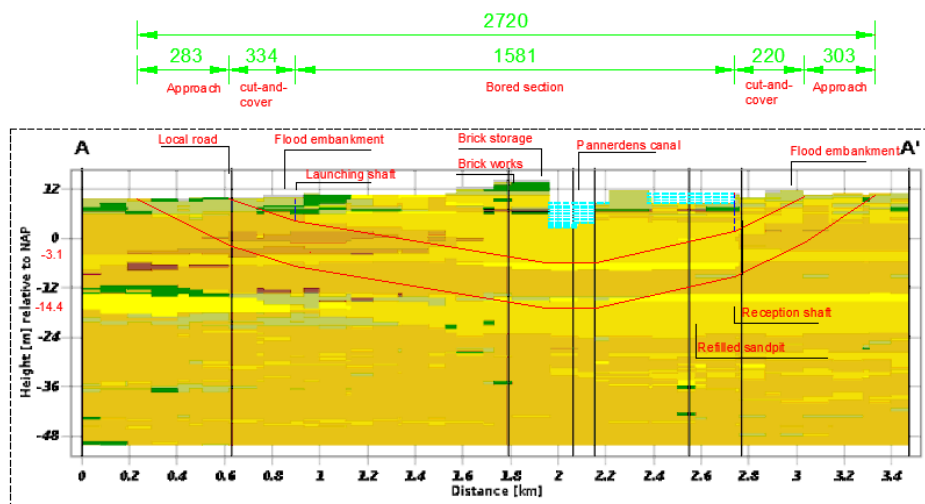 2720
283
334
1581
220
303
Approach
cut-and-
cover
Bored section
cut-and-
cover
Approach
A
Local road
Flood embankment
Brick storage
Pannerdens canal
Flood embankment
A'
Launching shaft
Brick works
12
0
-3.1
-12
-14.4
-24
-36
-48
Height [m] relative to NAP
Reception shaft
Refilled sandpit
0
0.2
0.4
0.6
0.8
1
1.2
1.4
1.6
1.8
2
2.2
2.4
2.6
2.8
3
3.2
3.4
Distance [km]